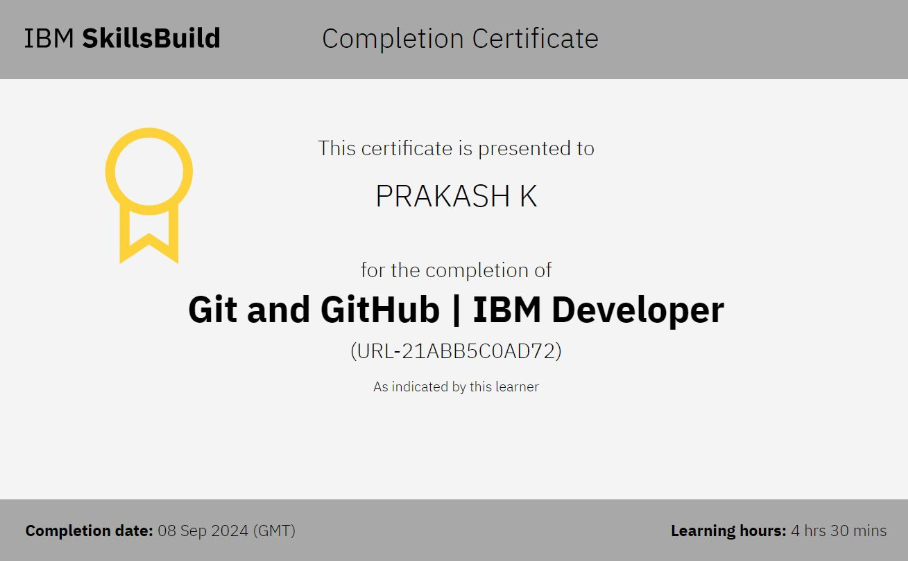 IBM SkillsBuild
Completion Certificate
This certificate is presented to
PRAKASH K
for the completion of
Git and GitHub | IBM Developer
(URL-21ABB5C0AD72)
As indicated by this learner
Completion date: 08 Sep 2024 (GMT)
Learning hours: 4 hrs 30 mins